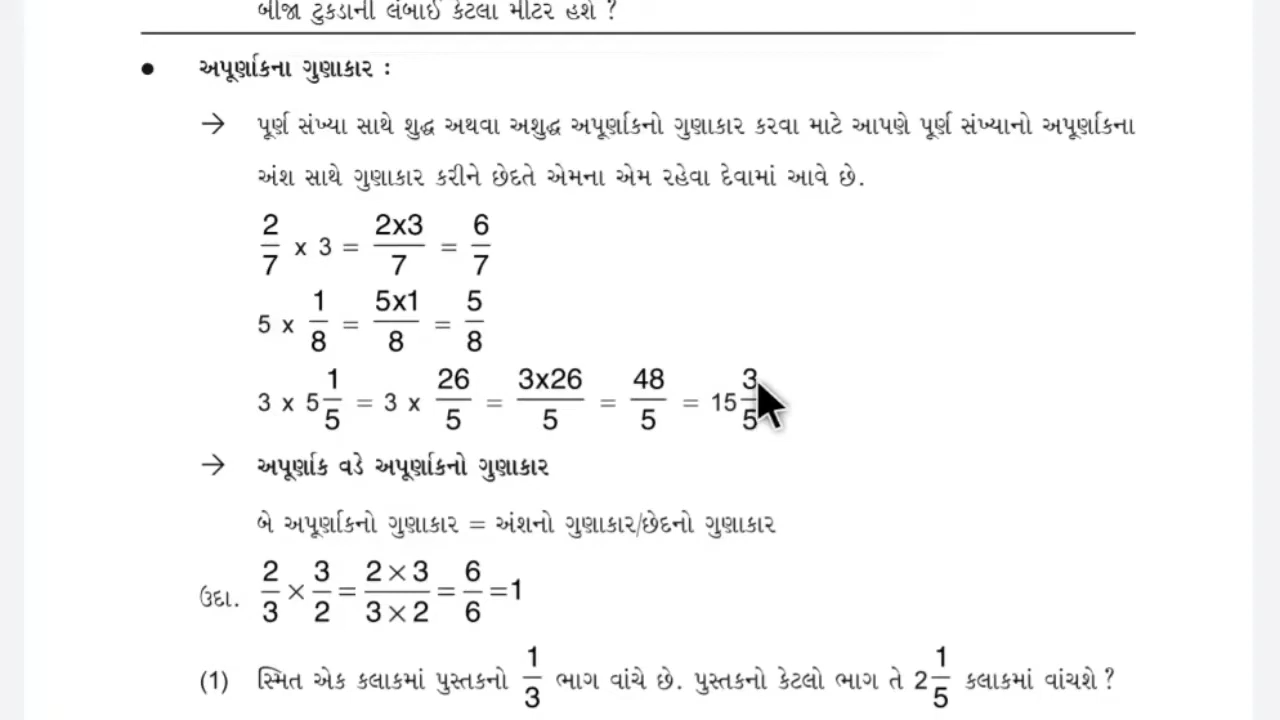 બીજા ટુકડાની લંબાઈ કેટલા મીટર હશે ?
● અપૂર્ણાકના ગુણાકાર :
→ પૂર્ણ સંખ્યા સાથે શુદ્ધ અથવા અશુદ્ધ અપૂર્ણાકનો ગુણાકાર કરવા માટે આપણે પૂર્ણ સંખ્યાનો અપૂર્ણાકના
અંશ સાથે ગુણાકાર કરીને છેદતે એમના એમ રહેવા દેવામાં આવે છે.
2/7 x 3 = 2x3/7 = 6/7
5 x 1/8 = 5x1/8 = 5/8
3 x 5 1/5 = 3 x 26/5 = 3x26/5 = 48/5 = 15 3/5
→ અપૂર્ણાક વડે અપૂર્ણાકનો ગુણાકાર
બે અપૂર્ણાકનો ગુણાકાર = અંશનો ગુણાકાર/છેદનો ગુણાકાર
ઉદા. 2/3 × 3/2 = 2 × 3/3 × 2 = 6/6 =1
(1) સ્મિત એક કલાકમાં પુસ્તકનો 1/3 ભાગ વાંચે છે. પુસ્તકનો કેટલો ભાગ તે 2 1/5 કલાકમાં વાંચશે ?